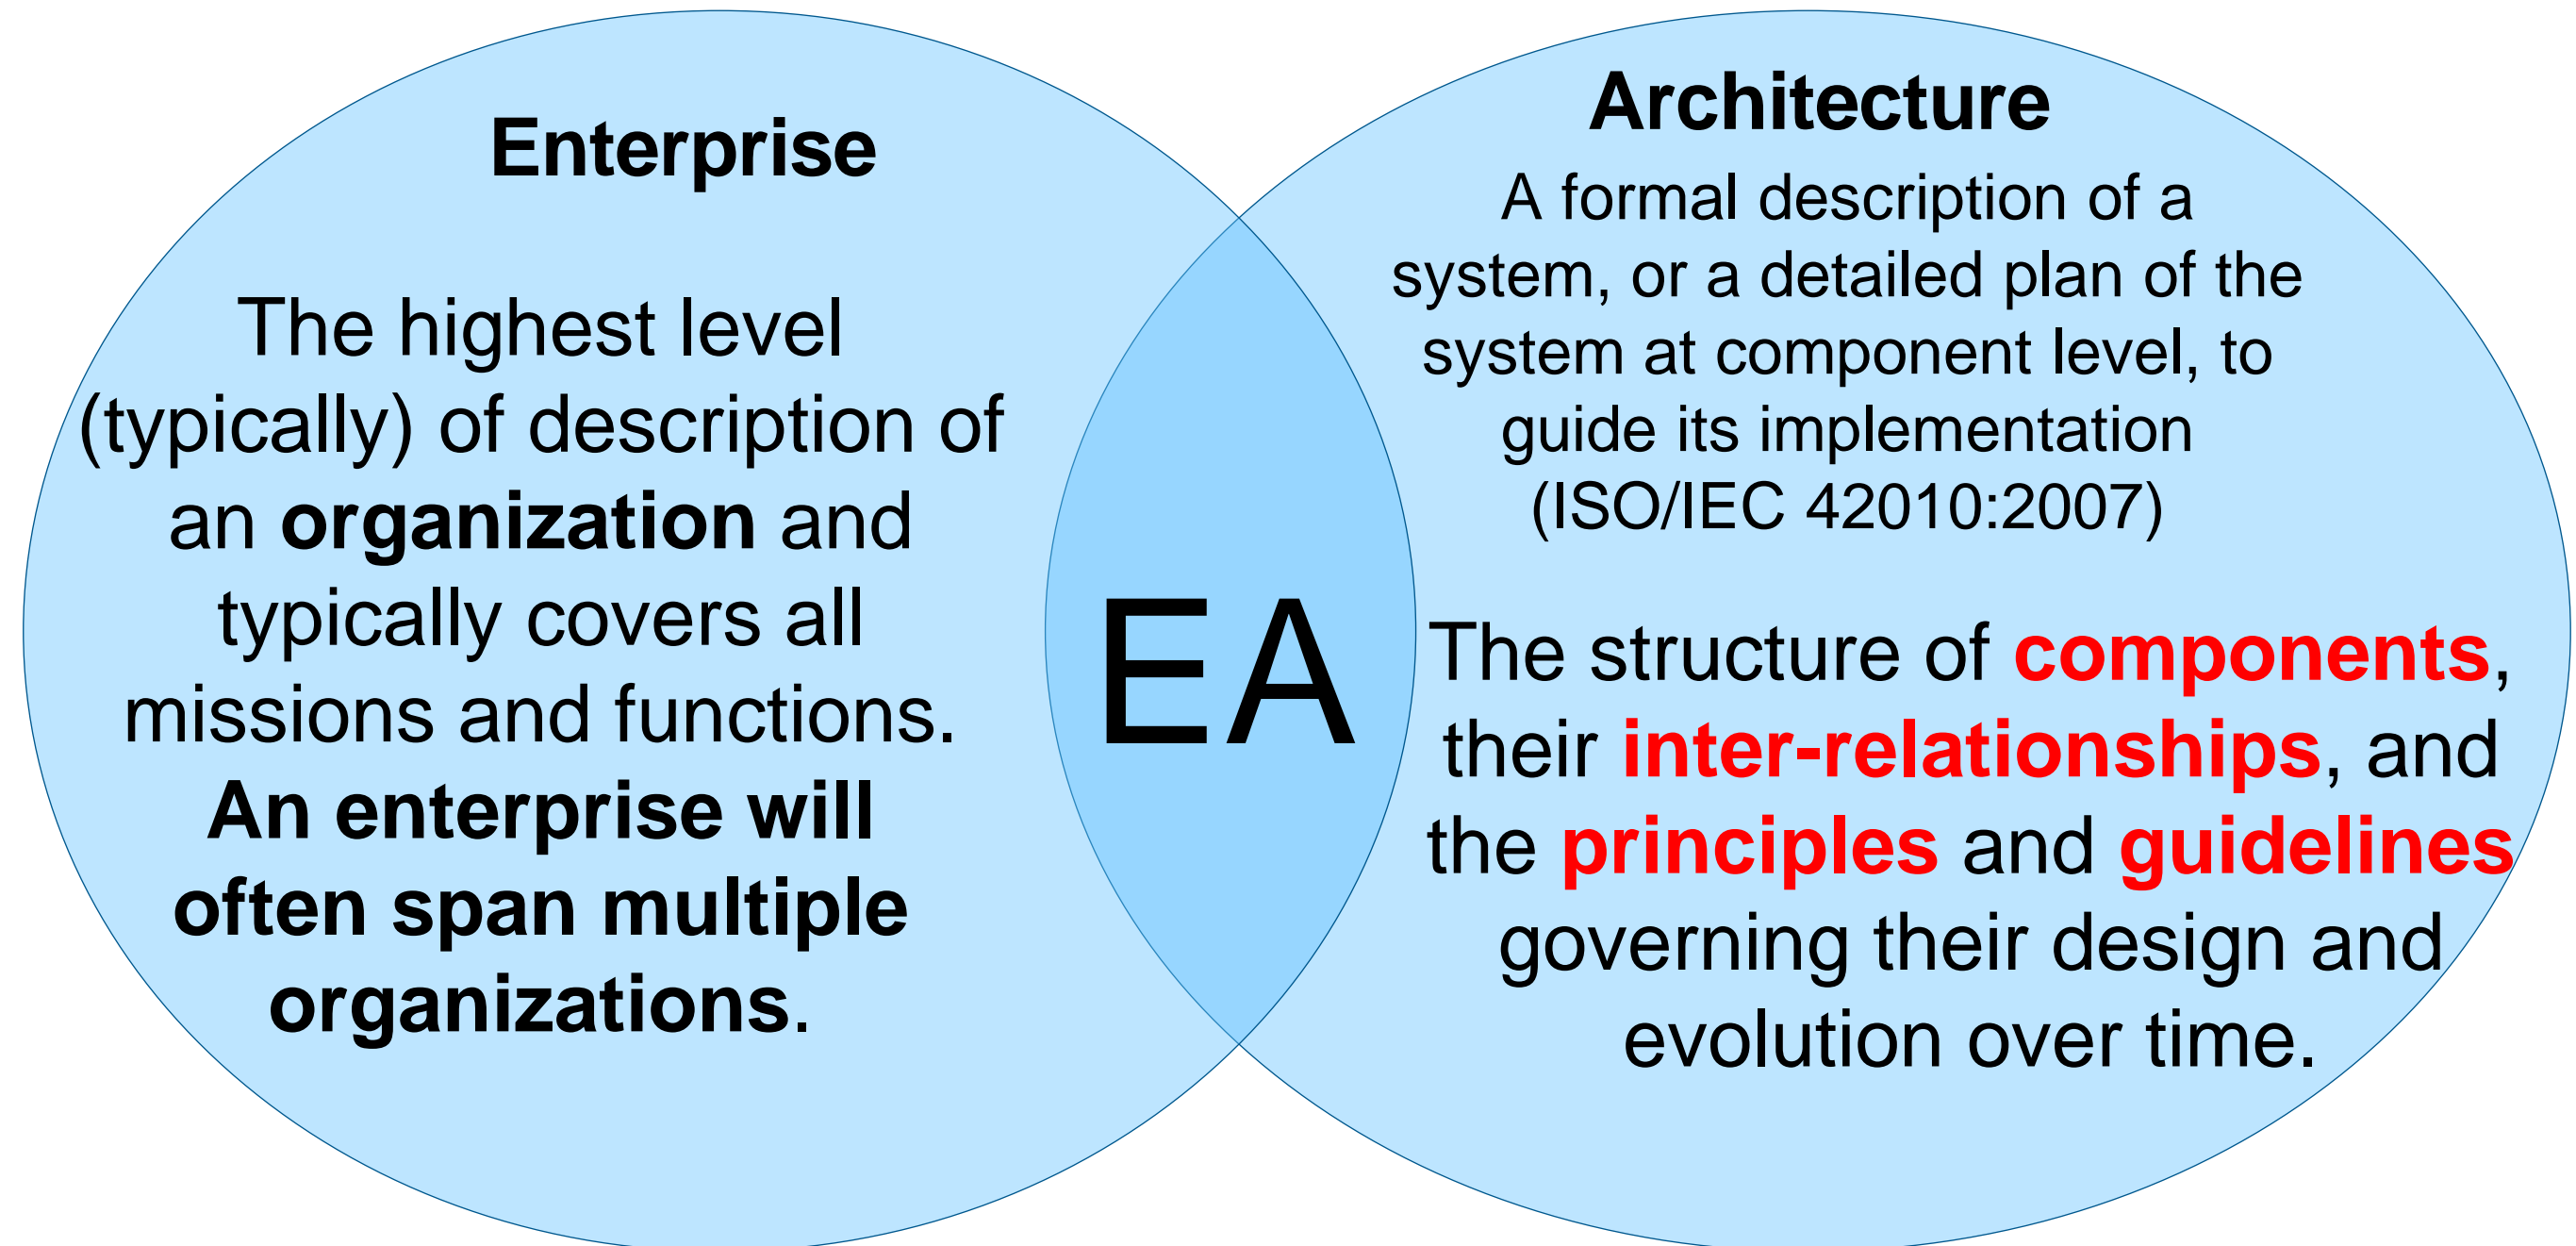 Enterprise
The highest level
(typically) of description of
an organization and
typically covers all
missions and functions.
An enterprise will
often span multiple
organizations.
EA
Architecture
A formal description of a
system, or a detailed plan of the
system at component level, to
guide its implementation
(ISO/IEC 42010:2007)
The structure of components,
their inter-relationships, and
the principles and guidelines
governing their design and
evolution over time.